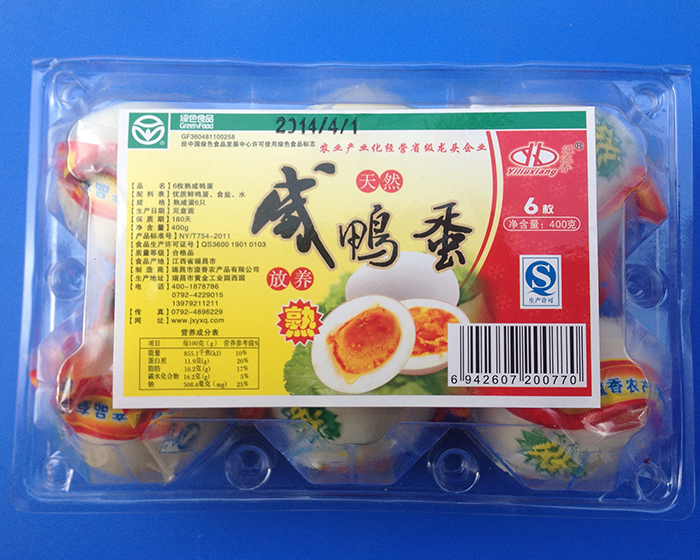 2014/4/1
绿色食品
GreenFood
GF360481100258
经中国绿色食品发展中心许可使用绿色食品标志
农业产业化经营省级龙头企业
Yiliuxiang
®
6枚
净含量:400克
品名:6枚熟咸鸭蛋
配料表:优质鲜鸭蛋、食盐、水
规格:熟咸蛋6只
生产日期:见盒面
保质期:180天
净含量:400g
产品标准号:NY/T754-2011
食品生产许可证号:QS3600 1901 0103
质量等级:合格品
食品产地:江西省瑞昌市
制造商:瑞昌市溢香农产品有限公司
生产地址:瑞昌市黄金工业园西园
电话:400-1878786
0792-4229015
13979211211
传真:0792-4896229
网址:www.jxyxq.com
天然
咸鸭蛋
放养
熟
QS
生产许可
营养成分表
项目 每100克(g) 营养参考值%
能量 855.1千焦(kJ) 10%
蛋白质 11.9克(g) 20%
脂肪 10.2克(g) 17%
碳水化合物 16.2克(g) 5%
钠 508.6毫克(mg) 25%
6 942607 200770